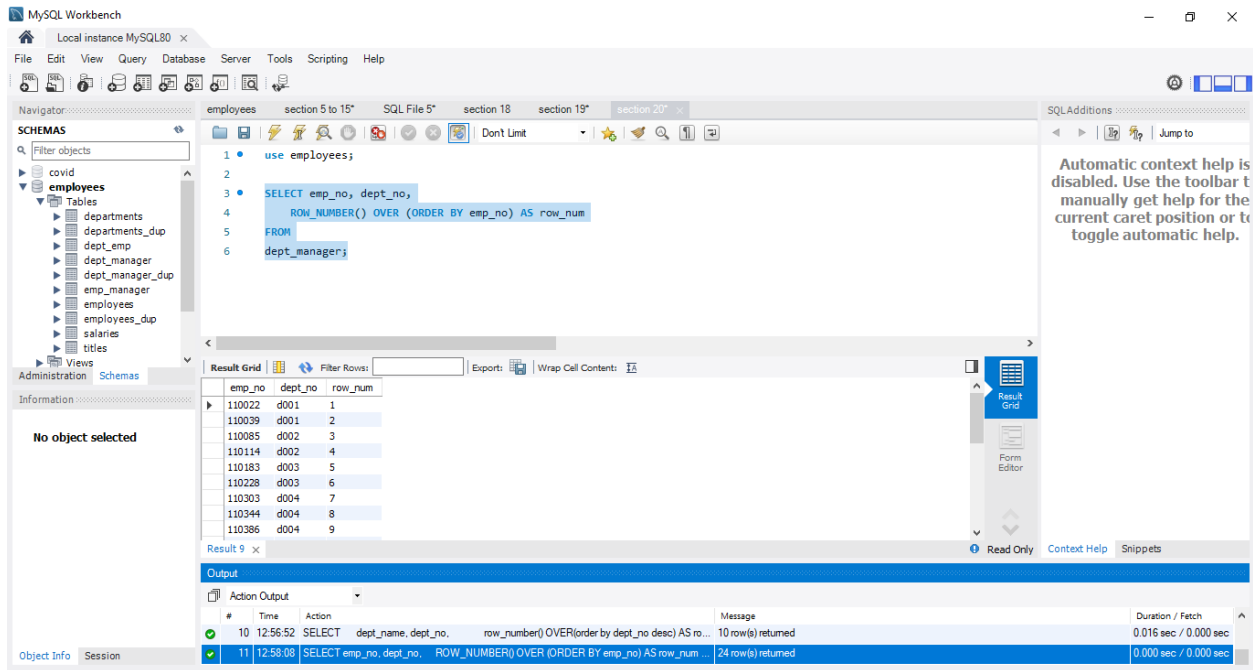 MySQL Workbench
Local instance MySQL80 ×
File Edit View Query Database Server Tools Scripting Help
Navigator
SCHEMAS
Filter objects
covid
employees
Tables
departments
departments_dup
dept_emp
dept_manager
dept_manager_dup
emp_manager
employees
employees_dup
salaries
titles
Views
Administration Schemas
Information
No object selected
Object Info Session
employees section 5 to 15* SQL File 5* section 18 section 19* section 20* ×
Don't Limit
1 use employees;
2
3 SELECT emp_no, dept_no,
4 ROW_NUMBER() OVER (ORDER BY emp_no) AS row_num
5 FROM
6 dept_manager;
Result Grid Filter Rows: Export: Wrap Cell Content:
emp_no dept_no row_num
110022 d001 1
110039 d001 2
110085 d002 3
110114 d002 4
110183 d003 5
110228 d003 6
110303 d004 7
110344 d004 8
110386 d004 9
Result Grid
Form Editor
Result 9 ×
Read Only
SQLAdditions
Jump to
Automatic context help is
disabled. Use the toolbar t
manually get help for the
current caret position or to
toggle automatic help.
Context Help Snippets
Output
Action Output
# Time Action Message Duration / Fetch
10 12:56:52 SELECT dept_name, dept_no, row_number() OVER(order by dept_no desc) AS ro... 10 row(s) returned 0.016 sec / 0.000 sec
11 12:58:08 SELECT emp_no, dept_no, ROW_NUMBER() OVER (ORDER BY emp_no) AS row_num ... 24 row(s) returned 0.000 sec / 0.000 sec